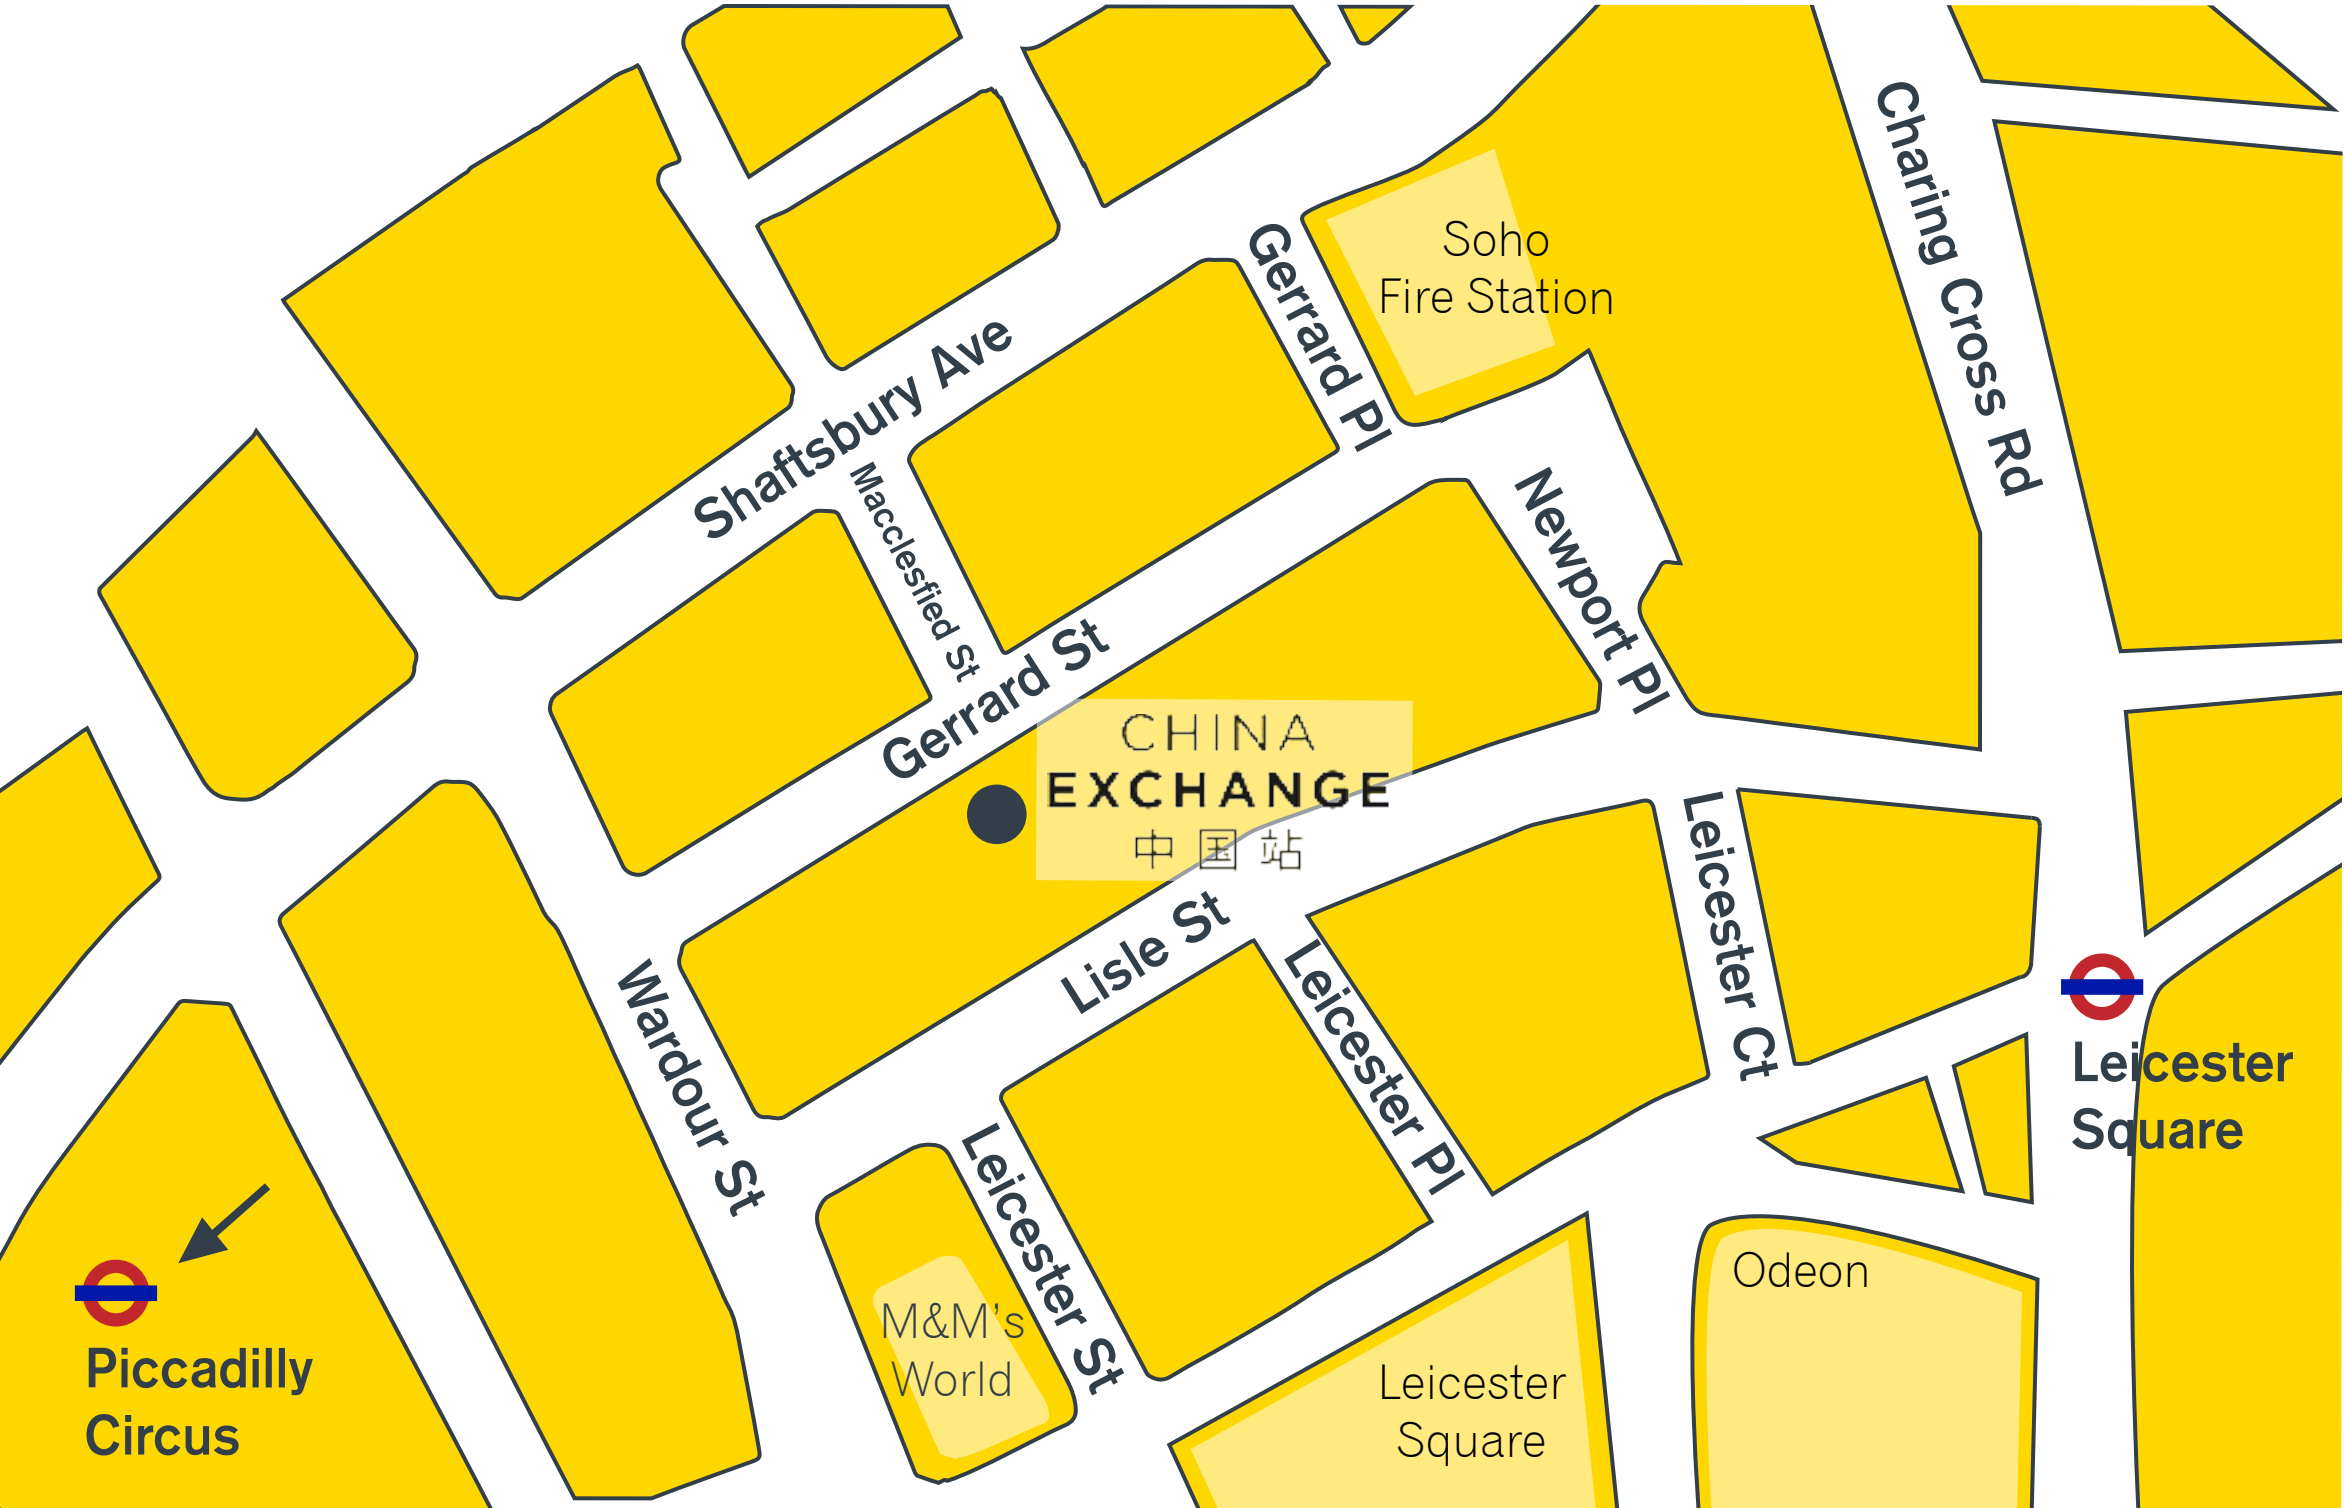 Charing Cross Rd
Soho
Fire Station
Gerrard Pl
Shaftsbury Ave
Macclesfied St
Newport Pl
Gerrard St
CHINA
EXCHANGE
中国站
Leicester Ct
Lisle St
Leicester Pl
Wardour St
Leicester
Square
Leicester St
Odeon
M&M's
World
Piccadilly
Circus
Leicester
Square